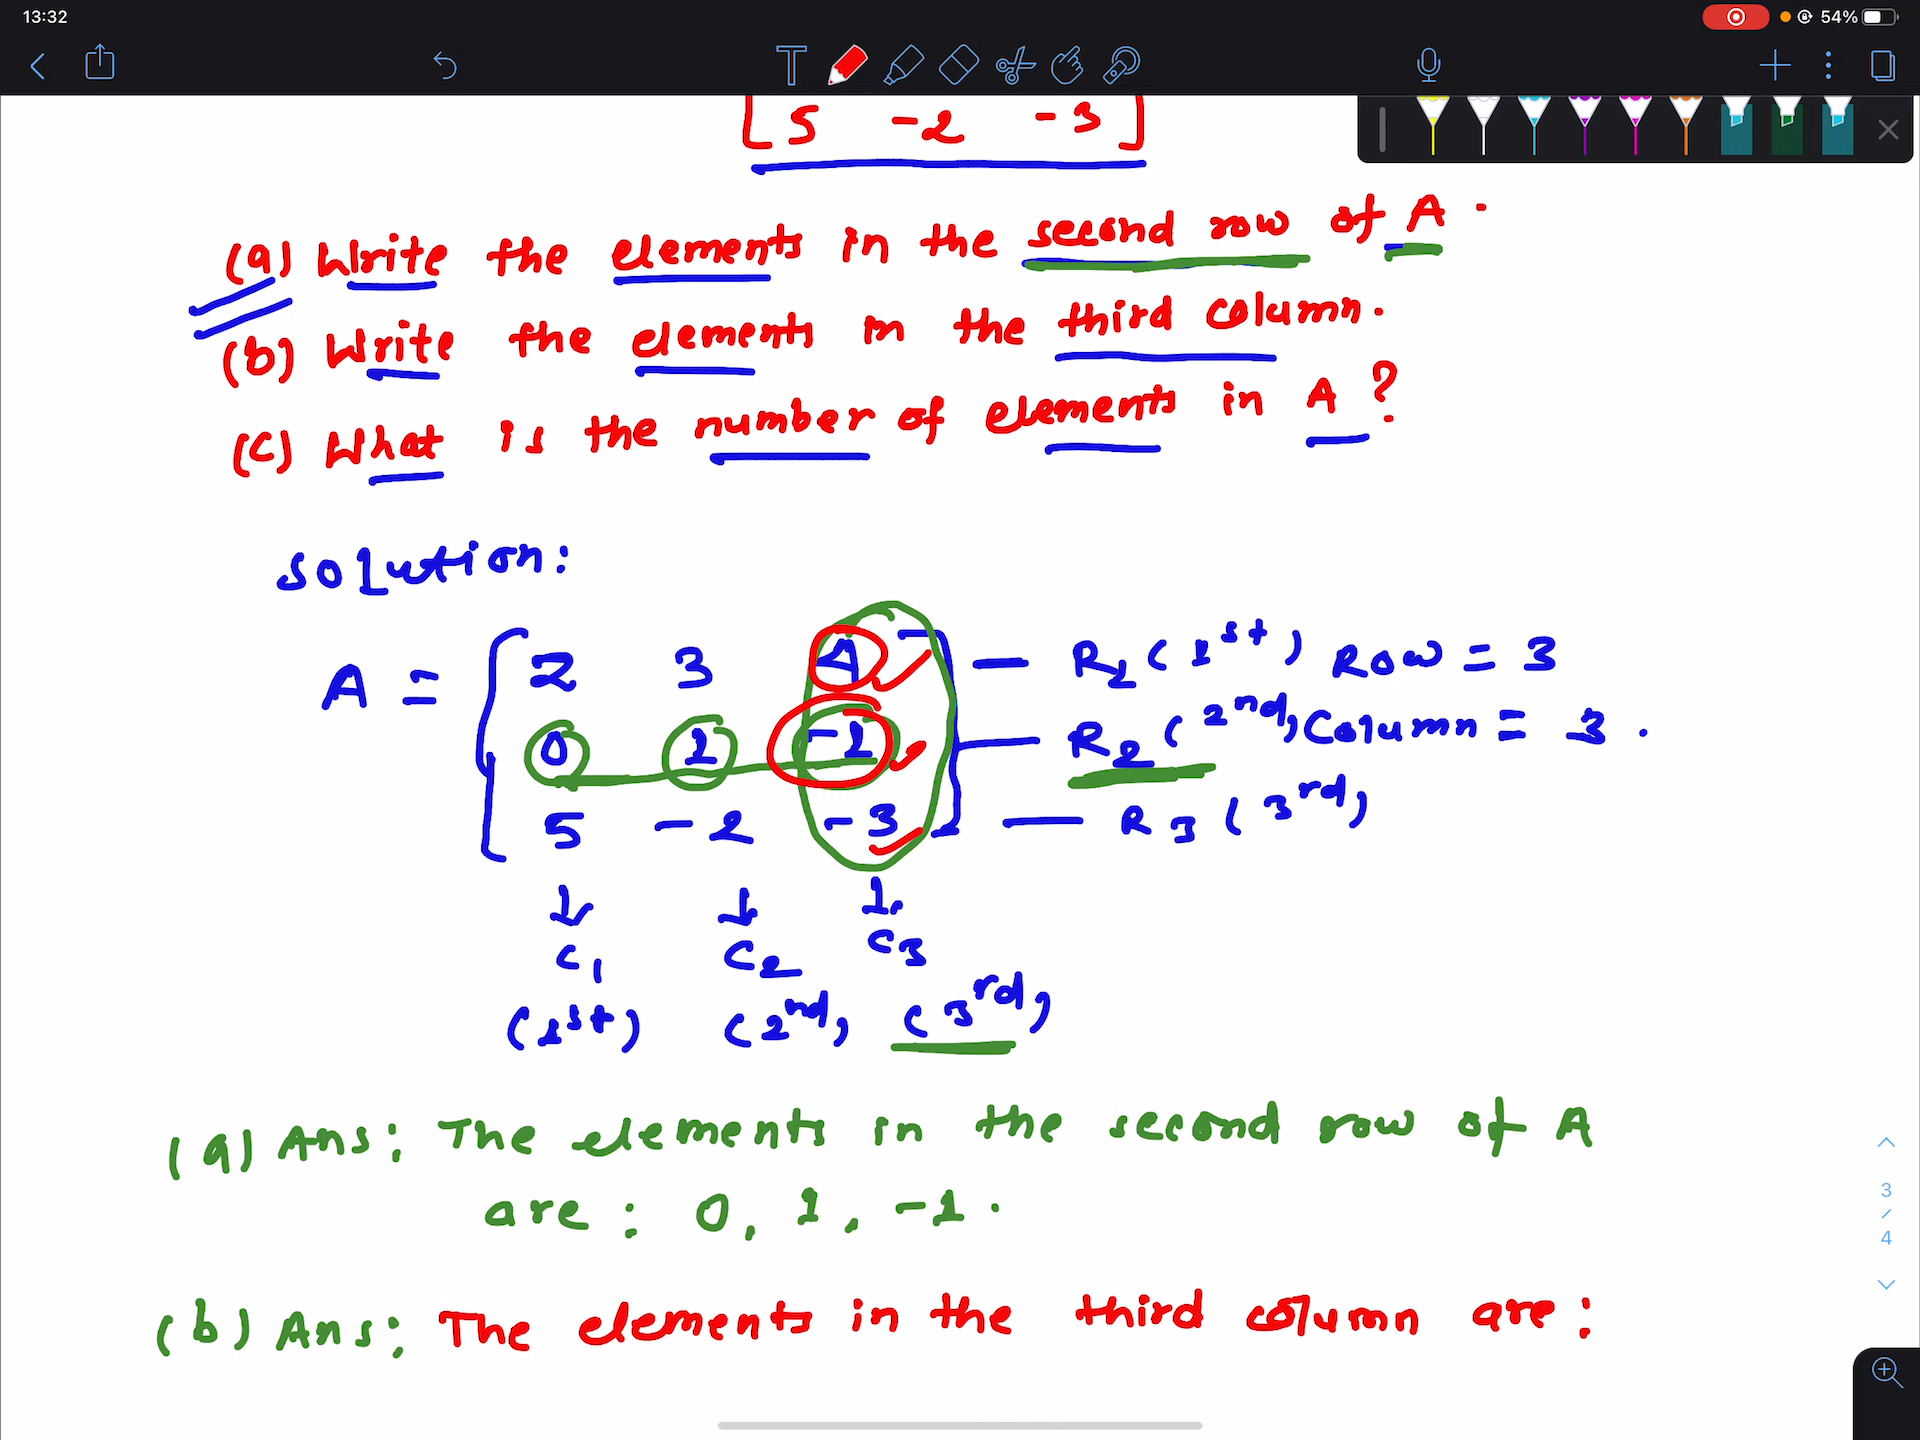 13:32
54%
5 -2 -3
(a) Write the elements in the second row of A.
(b) Write the elements in the third column.
(c) What is the number of elements in A?
Solution:
2 3 4 — R1 (1st) Row = 3
A = 0 1 -1 — R2 (2nd) Column = 3.
5 -2 -3 — R3 (3rd)
C1 C2 C3
(1st) (2nd) (3rd)
(a) Ans: The elements in the second row of A
are: 0, 1, -1.
(b) Ans: The elements in the third column are:
3
/
4